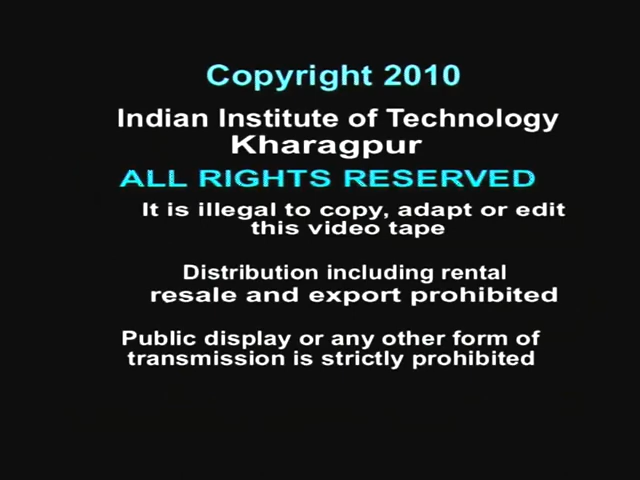 Copyright 2010
Indian Institute of Technology
Kharagpur
ALL RIGHTS RESERVED
It is illegal to copy, adapt or edit
this video tape
Distribution including rental
resale and export prohibited
Public display or any other form of
transmission is strictly prohibited